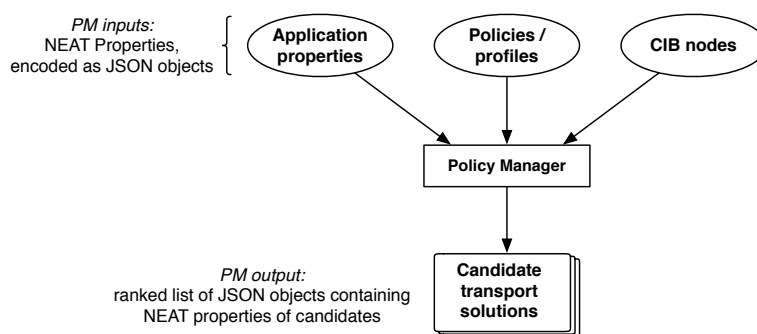 PM inputs:
NEAT Properties,
encoded as JSON objects
Application
properties
Policies /
profiles
CIB nodes
Policy Manager
PM output:
ranked list of JSON objects containing
NEAT properties of candidates
Candidate
transport
solutions